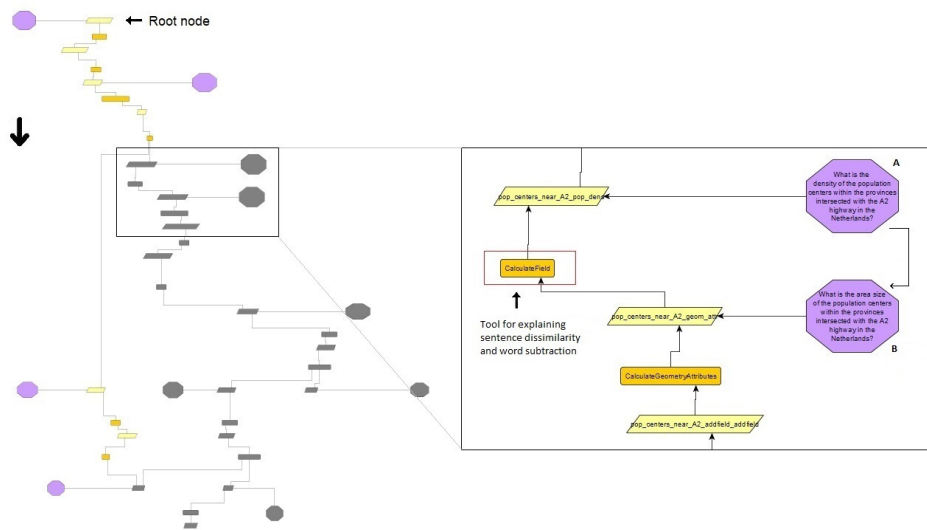 Root node
A
What is the
density of the population
centers within the provinces
intersected with the A2
highway in the
Netherlands?
pop_centers_near_A2_pop_dens
CalculateField
Tool for explaining
sentence dissimilarity
and word subtraction
pop_centers_near_A2_geom_attr
What is the area size
of the population centers
within the provinces
intersected with the A2
highway in the
Netherlands?
B
CalculateGeometryAttributes
pop_centers_near_A2_addfield_addfield